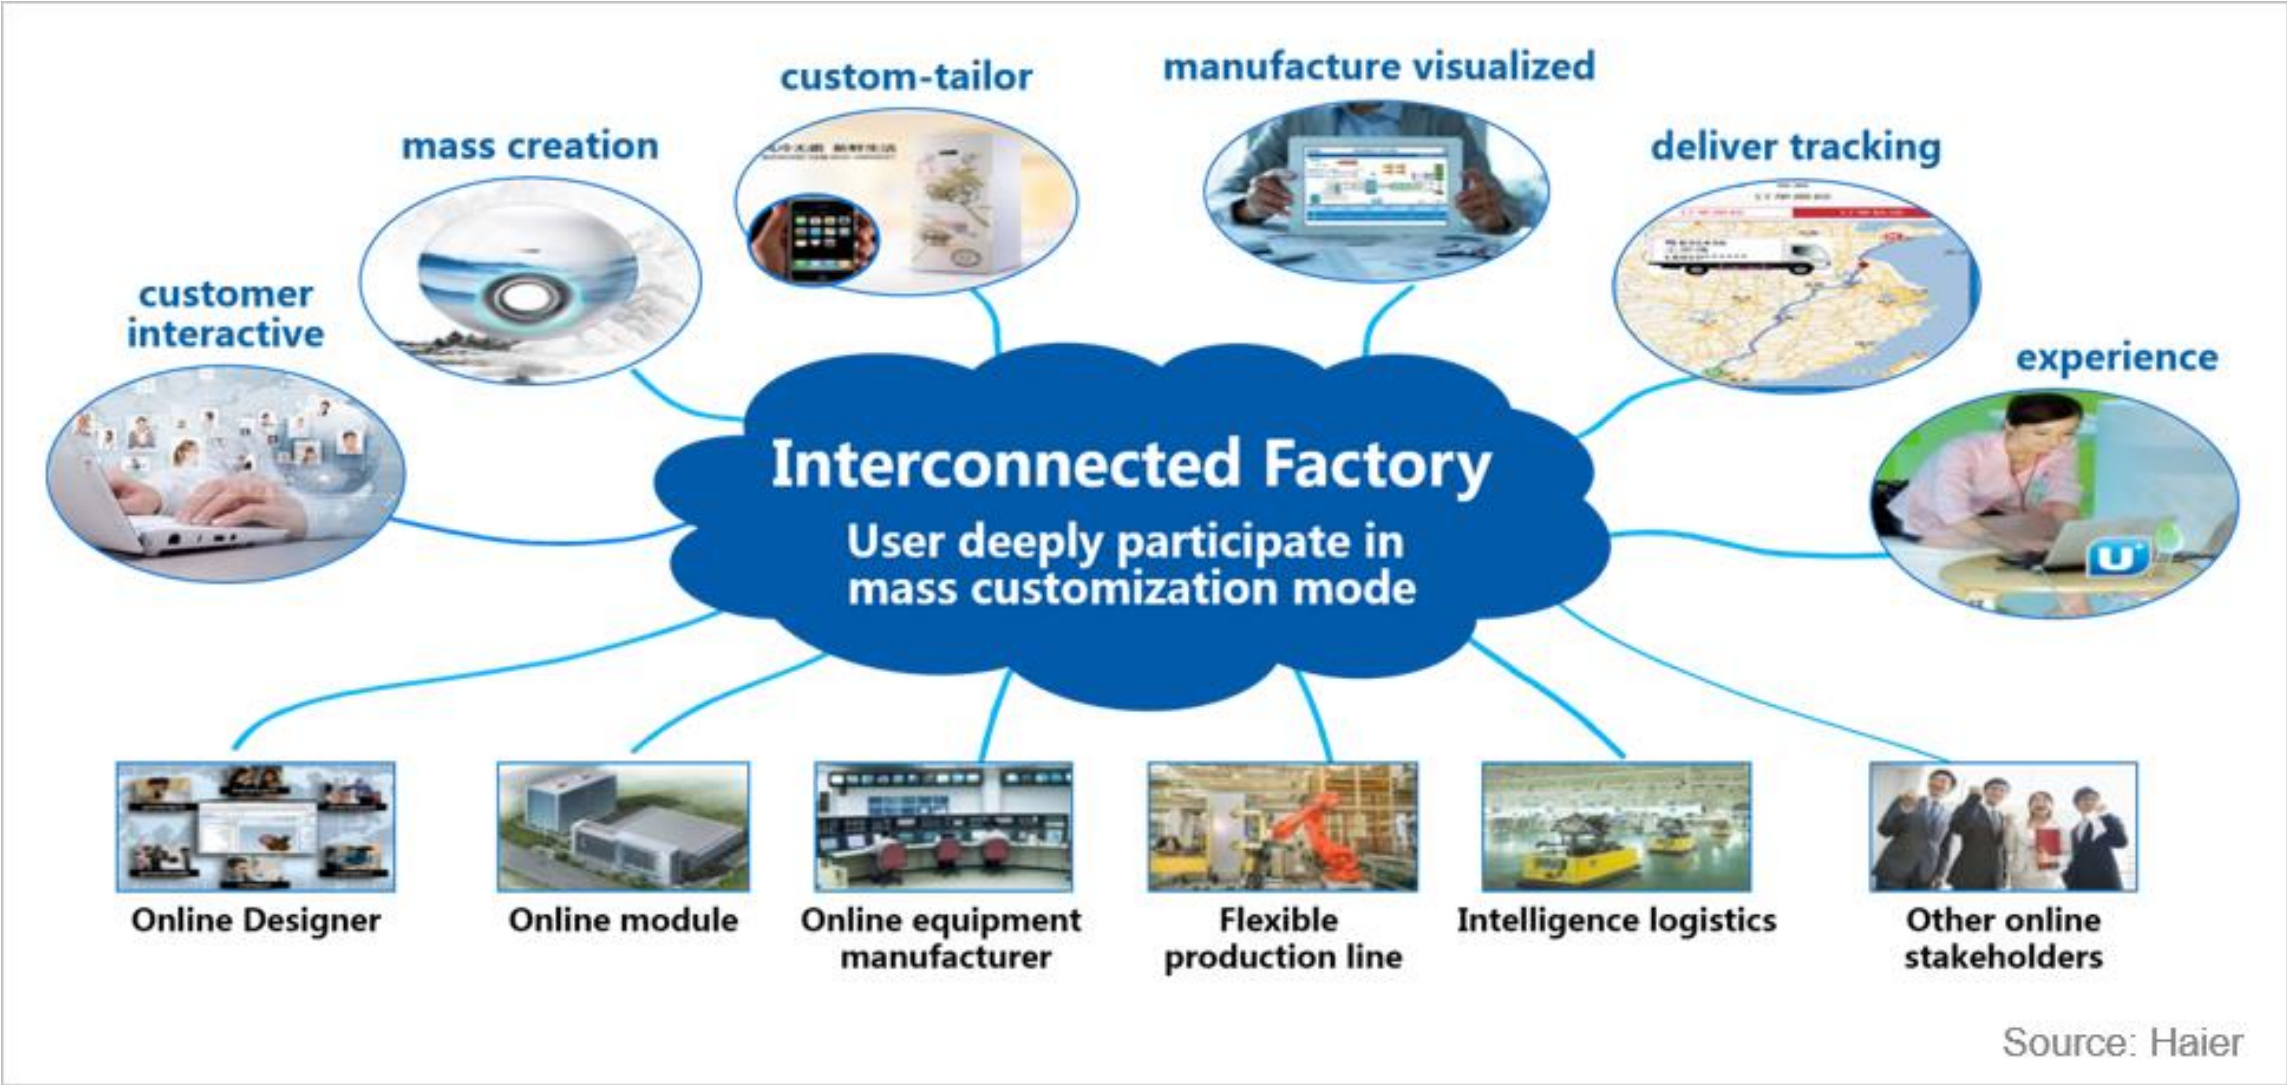 custom-tailor
manufacture visualized
mass creation
deliver tracking
customer
interactive
experience
Interconnected Factory
User deeply participate in
mass customization mode
U+
Online Designer
Online module
Online equipment
manufacturer
Flexible
production line
Intelligence logistics
Other online
stakeholders
Source: Haier